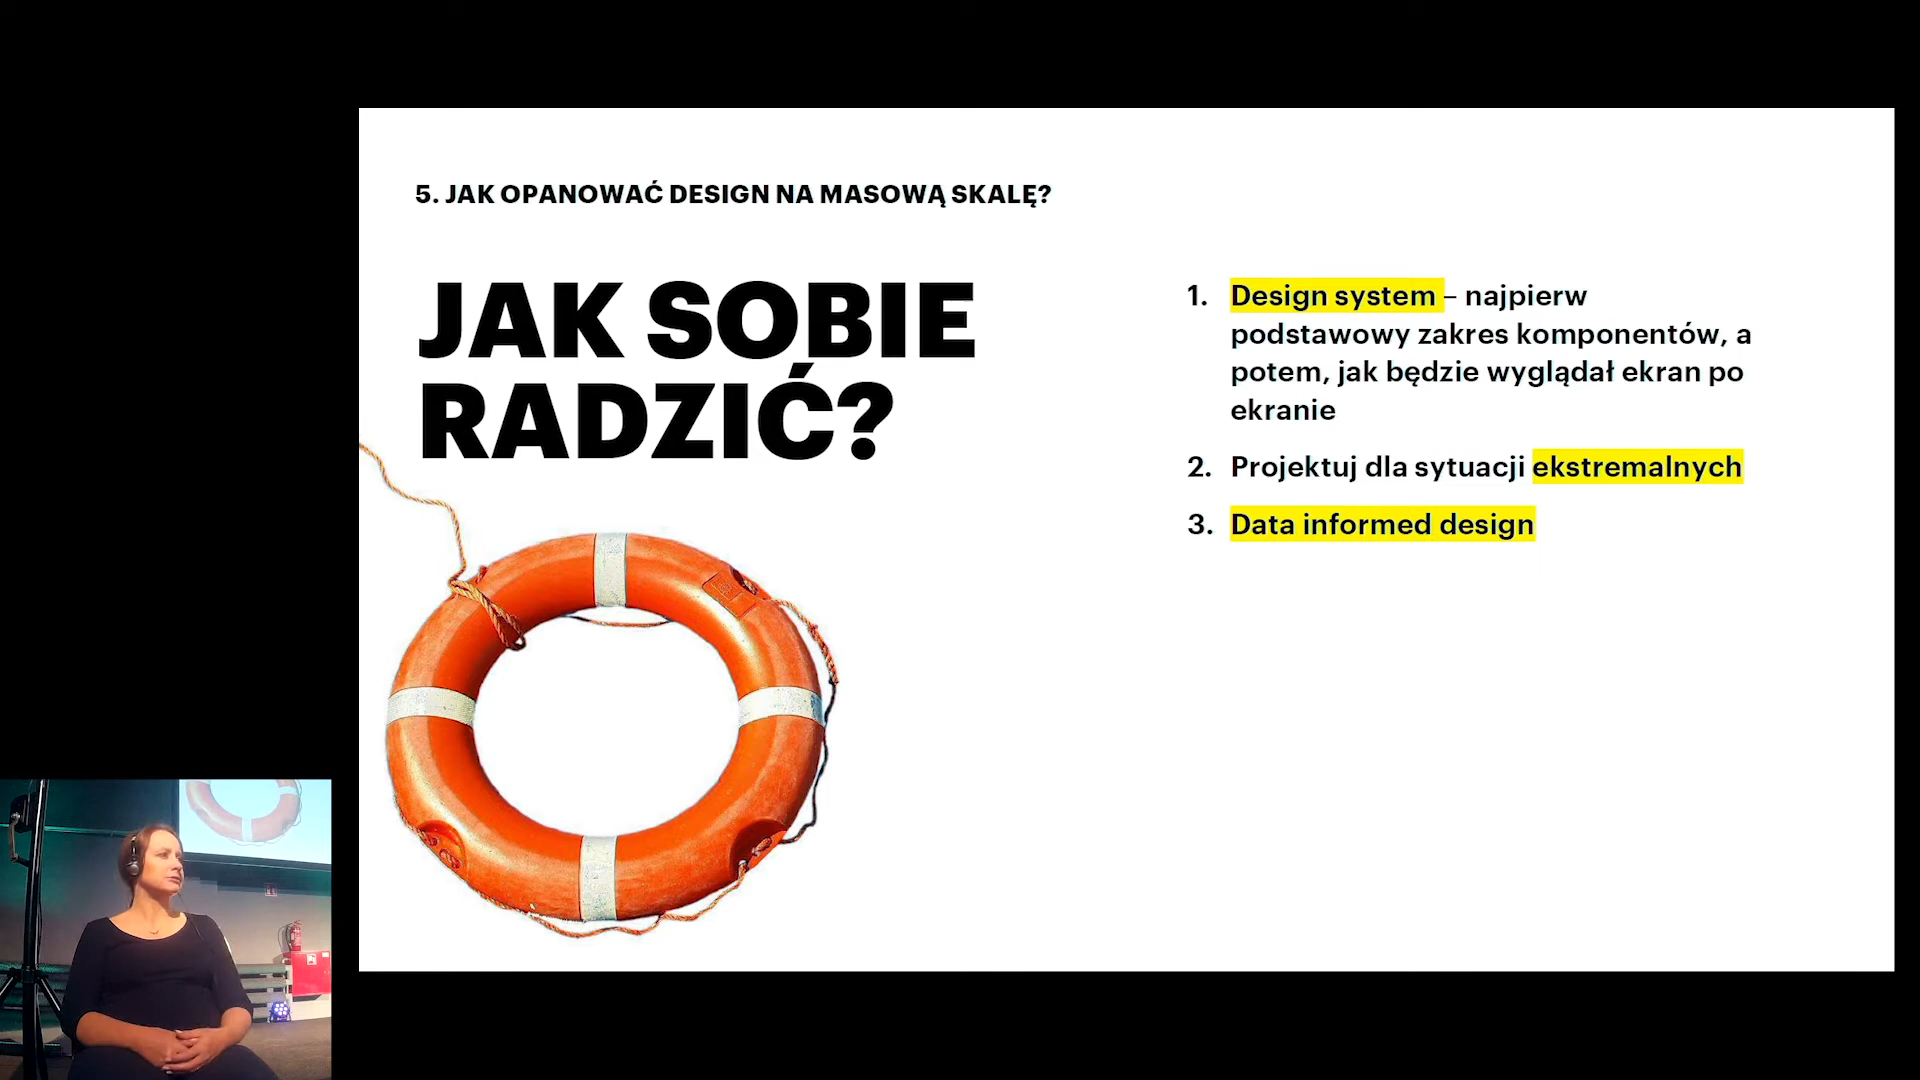 5. JAK OPANOWAĆ DESIGN NA MASOWĄ SKALĘ?
JAK SOBIE
RADZIĆ?
1. Design system – najpierw
podstawowy zakres komponentów, a
potem, jak będzie wyglądał ekran po
ekranie
2. Projektuj dla sytuacji ekstremalnych
3. Data informed design